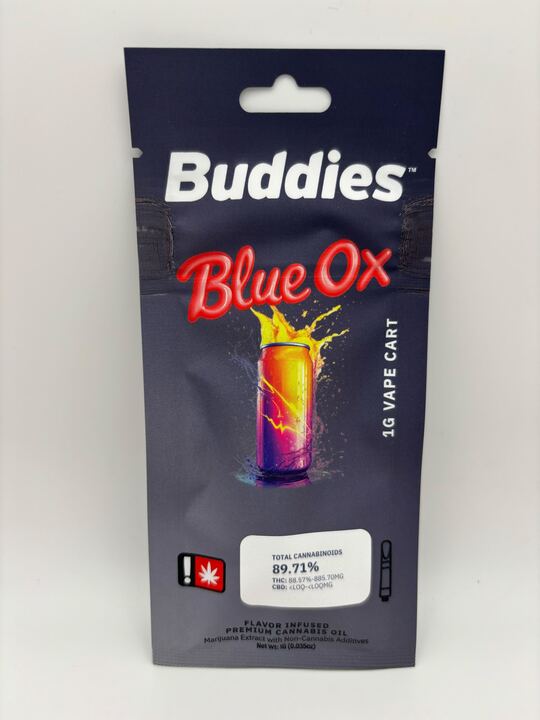 Buddies™
Blue Ox
1G VAPE CART
TOTAL CANNABINOIDS
89.71%
THC: 88.57%-885.70MG
CBD: <LOQ-<LOQMG
FLAVOR INFUSED
PREMIUM CANNABIS OIL
Marijuana Extract with Non-Cannabis Additives
Net Wt: 1G (0.035oz)